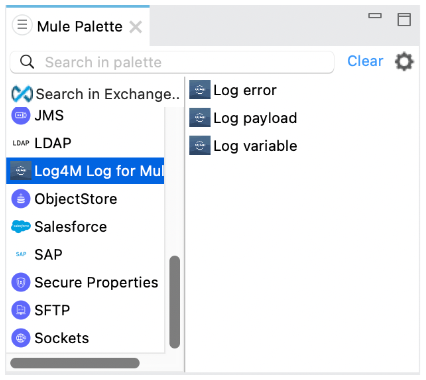 Mule Palette
Search in palette
Clear
Search in Exchange..
JMS
LDAP LDAP
Log4M Log for Mul
ObjectStore
Salesforce
SAP SAP
Secure Properties
SFTP
Sockets
Log error
Log payload
Log variable